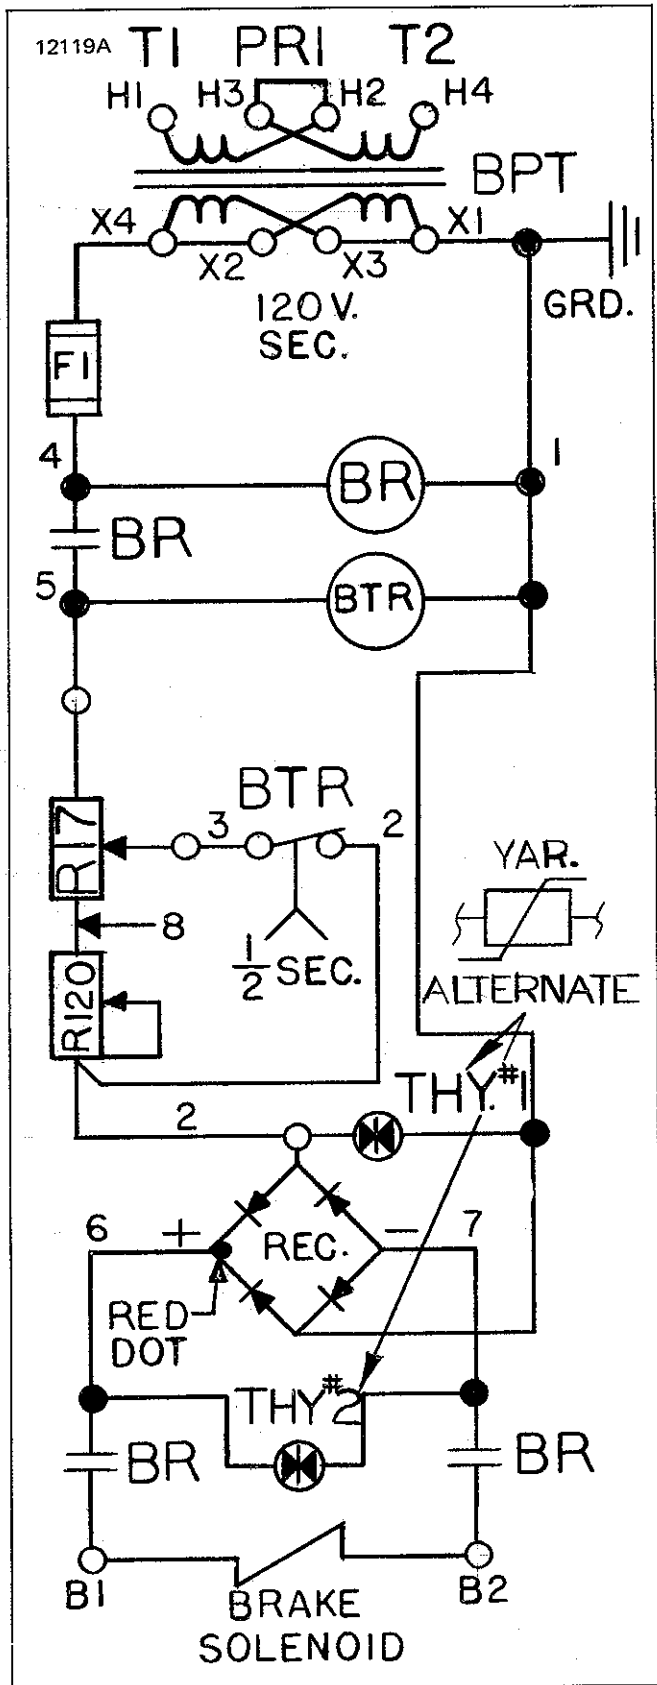 12119A
T1 PRI T2
H1 H3 H2 H4
BPT
X4 X2 X3 X1
120 V.
SEC.
GRD.
F1
4
BR
1
BR
5
BTR
BTR
R17
3
2
YAR.
8
1/2 SEC.
ALTERNATE
R120
THY.#1
2
6
+
REC.
-
7
RED
DOT
THY#2
BR
BR
B1
B2
BRAKE
SOLENOID